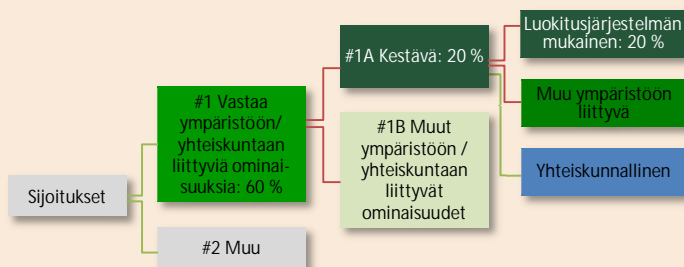 Sijoitukset
#1 Vastaa
ympäristöön/
yhteiskuntaan
liittyviä ominai-
suuksia: 60 %
#2 Muu
#1A Kestävä: 20 %
#1B Muut
ympäristöön /
yhteiskuntaan
liittyvät
ominaisuudet
Luokitusjärjestelmän
mukainen: 20 %
Muu ympäristöön
liittyvä
Yhteiskunnallinen